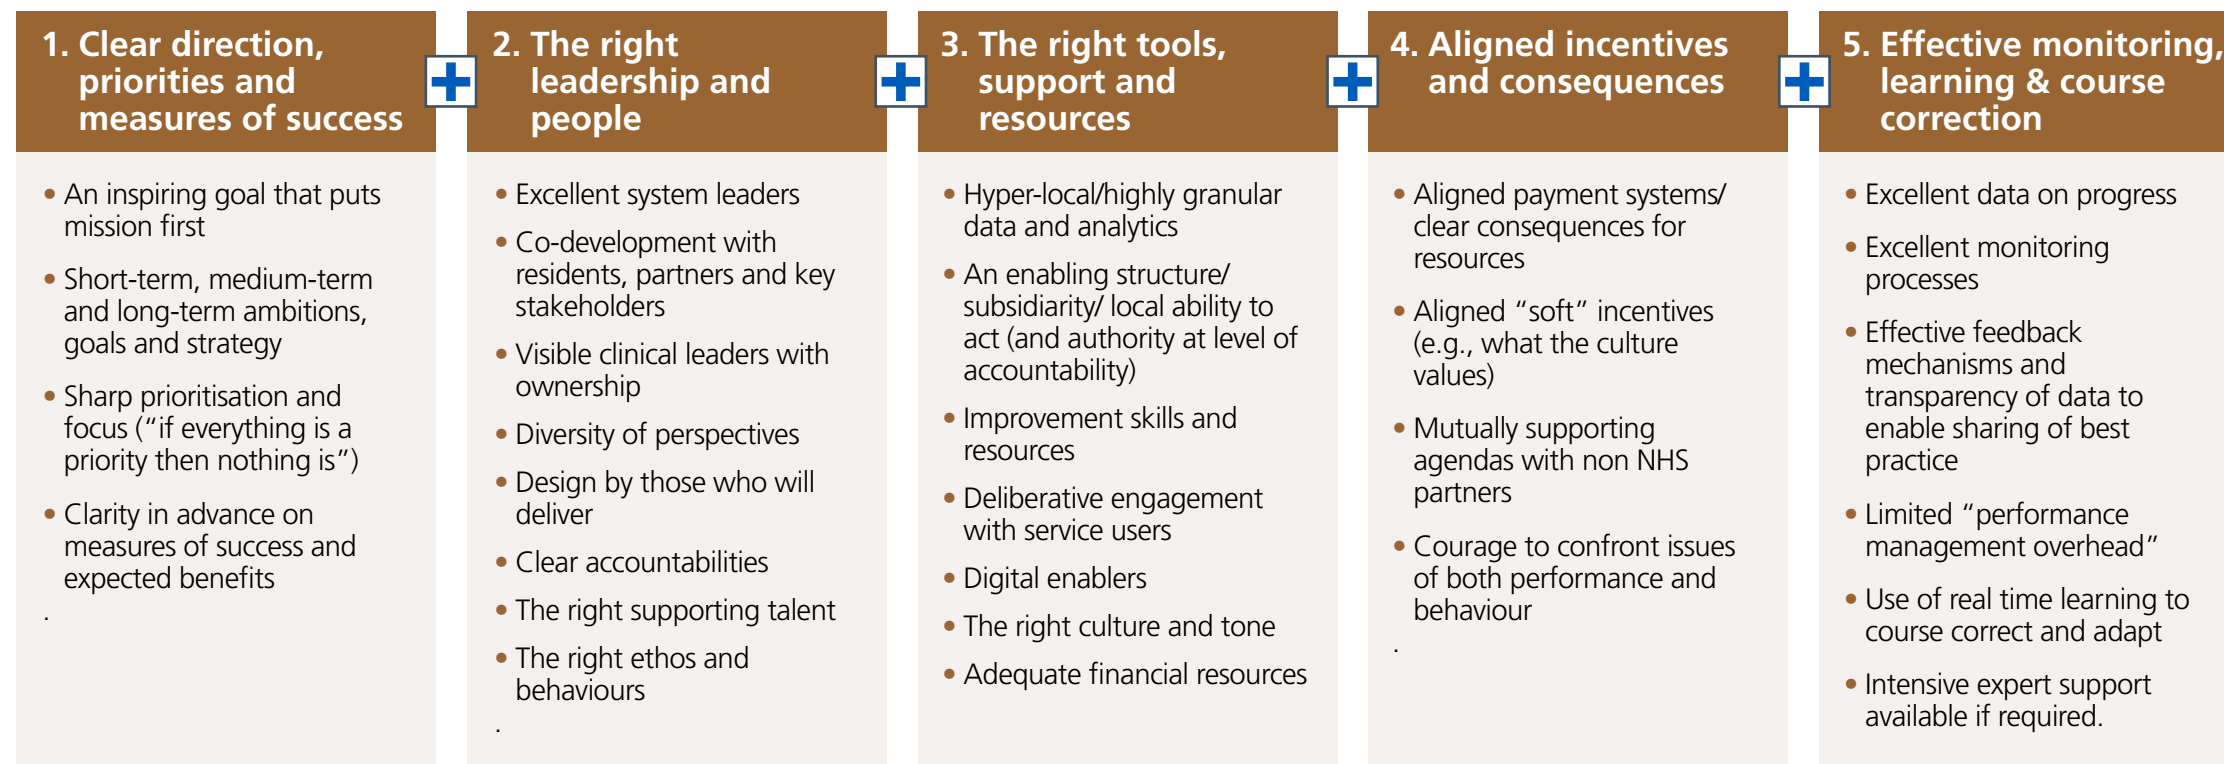 1. Clear direction,
priorities and
measures of success
• An inspiring goal that puts
mission first
• Short-term, medium-term
and long-term ambitions,
goals and strategy
• Sharp prioritisation and
focus (“if everything is a
priority then nothing is”)
• Clarity in advance on
measures of success and
expected benefits
.
2. The right
leadership and
people
• Excellent system leaders
• Co-development with
residents, partners and key
stakeholders
• Visible clinical leaders with
ownership
• Diversity of perspectives
• Design by those who will
deliver
• Clear accountabilities
• The right supporting talent
• The right ethos and
behaviours
.
3. The right tools,
support and
resources
• Hyper-local/highly granular
data and analytics
• An enabling structure/
subsidiarity/ local ability to
act (and authority at level of
accountability)
• Improvement skills and
resources
• Deliberative engagement
with service users
• Digital enablers
• The right culture and tone
• Adequate financial resources
4. Aligned incentives
and consequences
• Aligned payment systems/
clear consequences for
resources
• Aligned “soft” incentives
(e.g., what the culture
values)
• Mutually supporting
agendas with non NHS
partners
• Courage to confront issues
of both performance and
behaviour
.
5. Effective monitoring,
learning & course
correction
• Excellent data on progress
• Excellent monitoring
processes
• Effective feedback
mechanisms and
transparency of data to
enable sharing of best
practice
• Limited “performance
management overhead”
• Use of real time learning to
course correct and adapt
• Intensive expert support
available if required.